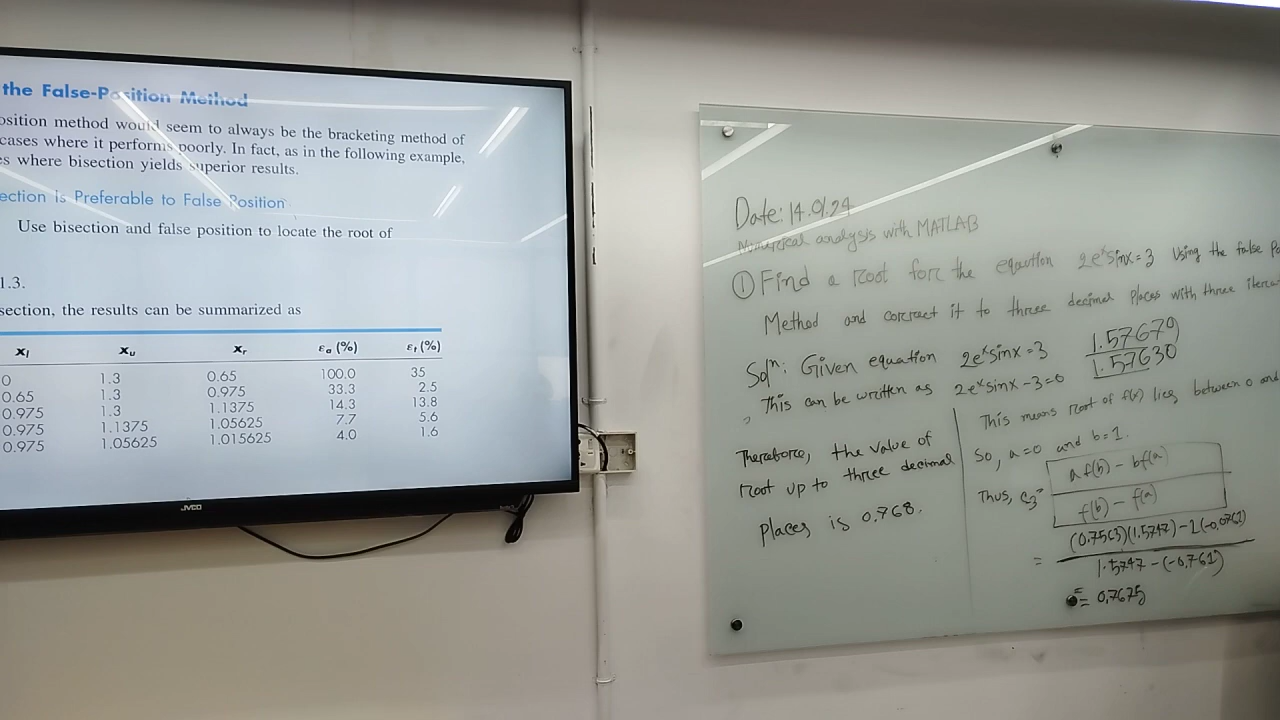 the False-Position Method
osition method would seem to always be the bracketing method of
cases where it performs poorly. In fact, as in the following example,
s where bisection yields superior results.
ection Is Preferable to False Position
Use bisection and false position to locate the root of
1.3.
section, the results can be summarized as
xl xu xr εa (%) εt (%)
0 1.3 0.65 100.0 35
0.65 1.3 0.975 33.3 2.5
0.975 1.3 1.1375 14.3 13.8
0.975 1.1375 1.05625 7.7 5.6
0.975 1.05625 1.015625 4.0 1.6
JVCO
Date: 14.01.24
Numerical analysis with MATLAB
① Find a root for the equation 2e^x sinx = 3 Using the false
Method and correct it to three decimal places with three
Solⁿ: Given equation 2e^x sinx = 3
1.57679
1.57630
This can be written as 2e^x sinx - 3 = 0
Therefore, the value of
root up to three decimal
places is 0.768.
This means root of f(x) lies between 0 and
So, a = 0 and b = 1.
Thus, c3 = af(b) - bf(a)
f(b) - f(a)
= (0.7563)(1.5747) - 1(-0.0761)
1.5747 - (-0.761)
= 0.7675